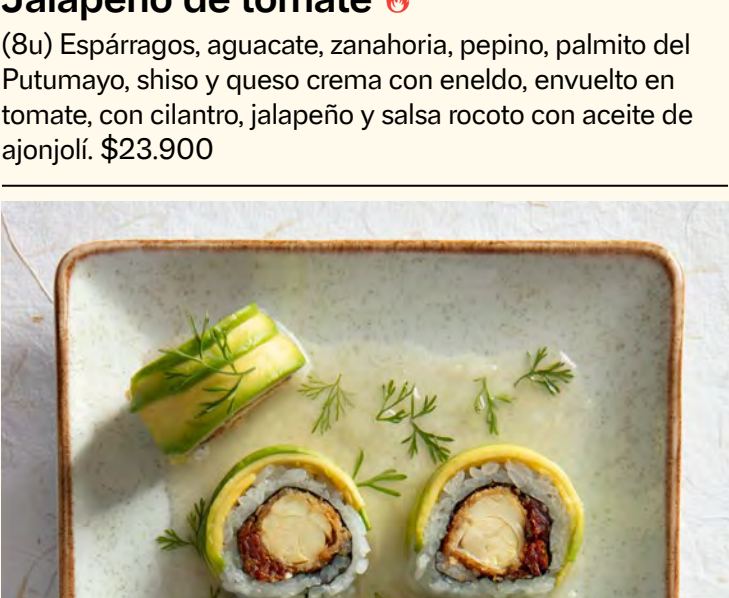 Jalapeño de tomate
(8u) Espárragos, aguacate, zanahoria, pepino, palmito del
Putumayo, shiso y queso crema con eneldo, envuelto en
tomate, con cilantro, jalapeño y salsa rocoto con aceite de
ajonjolí. $23.900